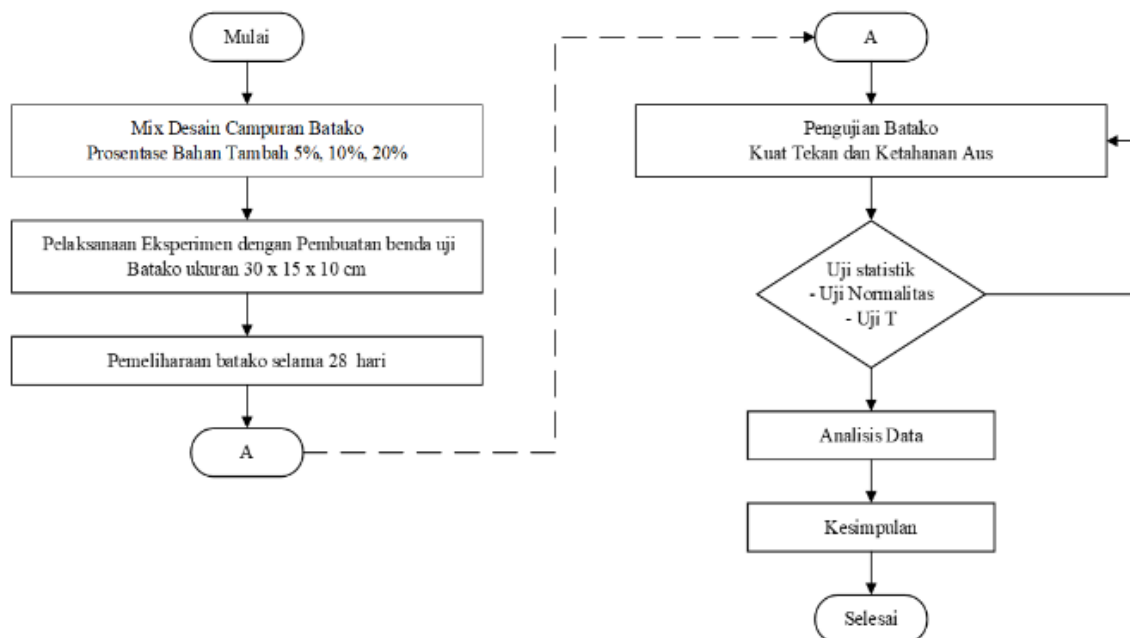 Mulai
Mix Desain Campuran Batako
Prosentase Bahan Tambah 5%, 10%, 20%
Pelaksanaan Eksperimen dengan Pembuatan benda uji
Batako ukuran 30 x 15 x 10 cm
Pemeliharaan batako selama 28 hari
A
A
Pengujian Batako
Kuat Tekan dan Ketahanan Aus
Uji statistik
- Uji Normalitas
- Uji T
Analisis Data
Kesimpulan
Selesai